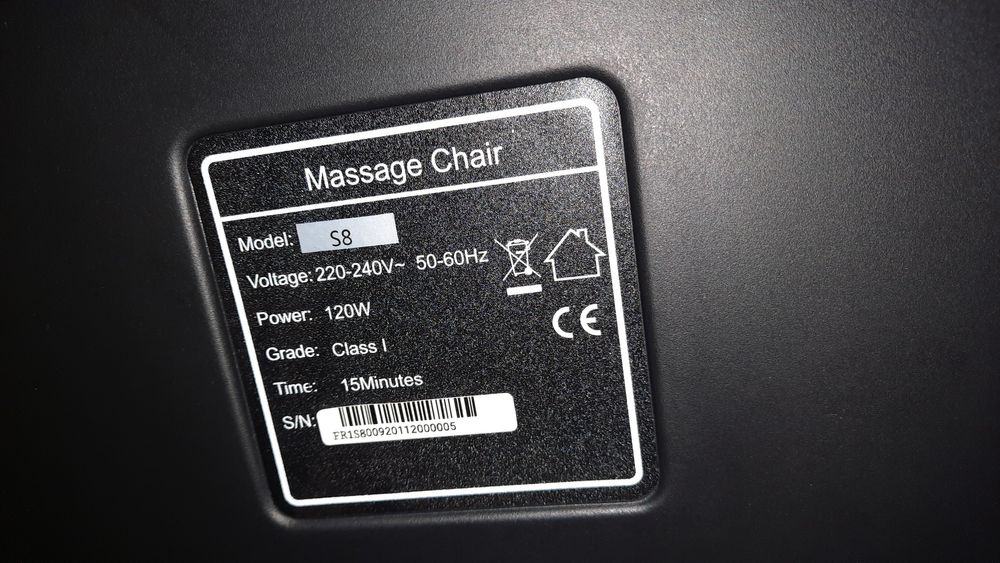 Massage Chair
Model: S8
Voltage: 220-240V~ 50-60Hz
Power: 120W
Grade: Class I
Time: 15Minutes
S/N:
FR1S800920112000005
CE